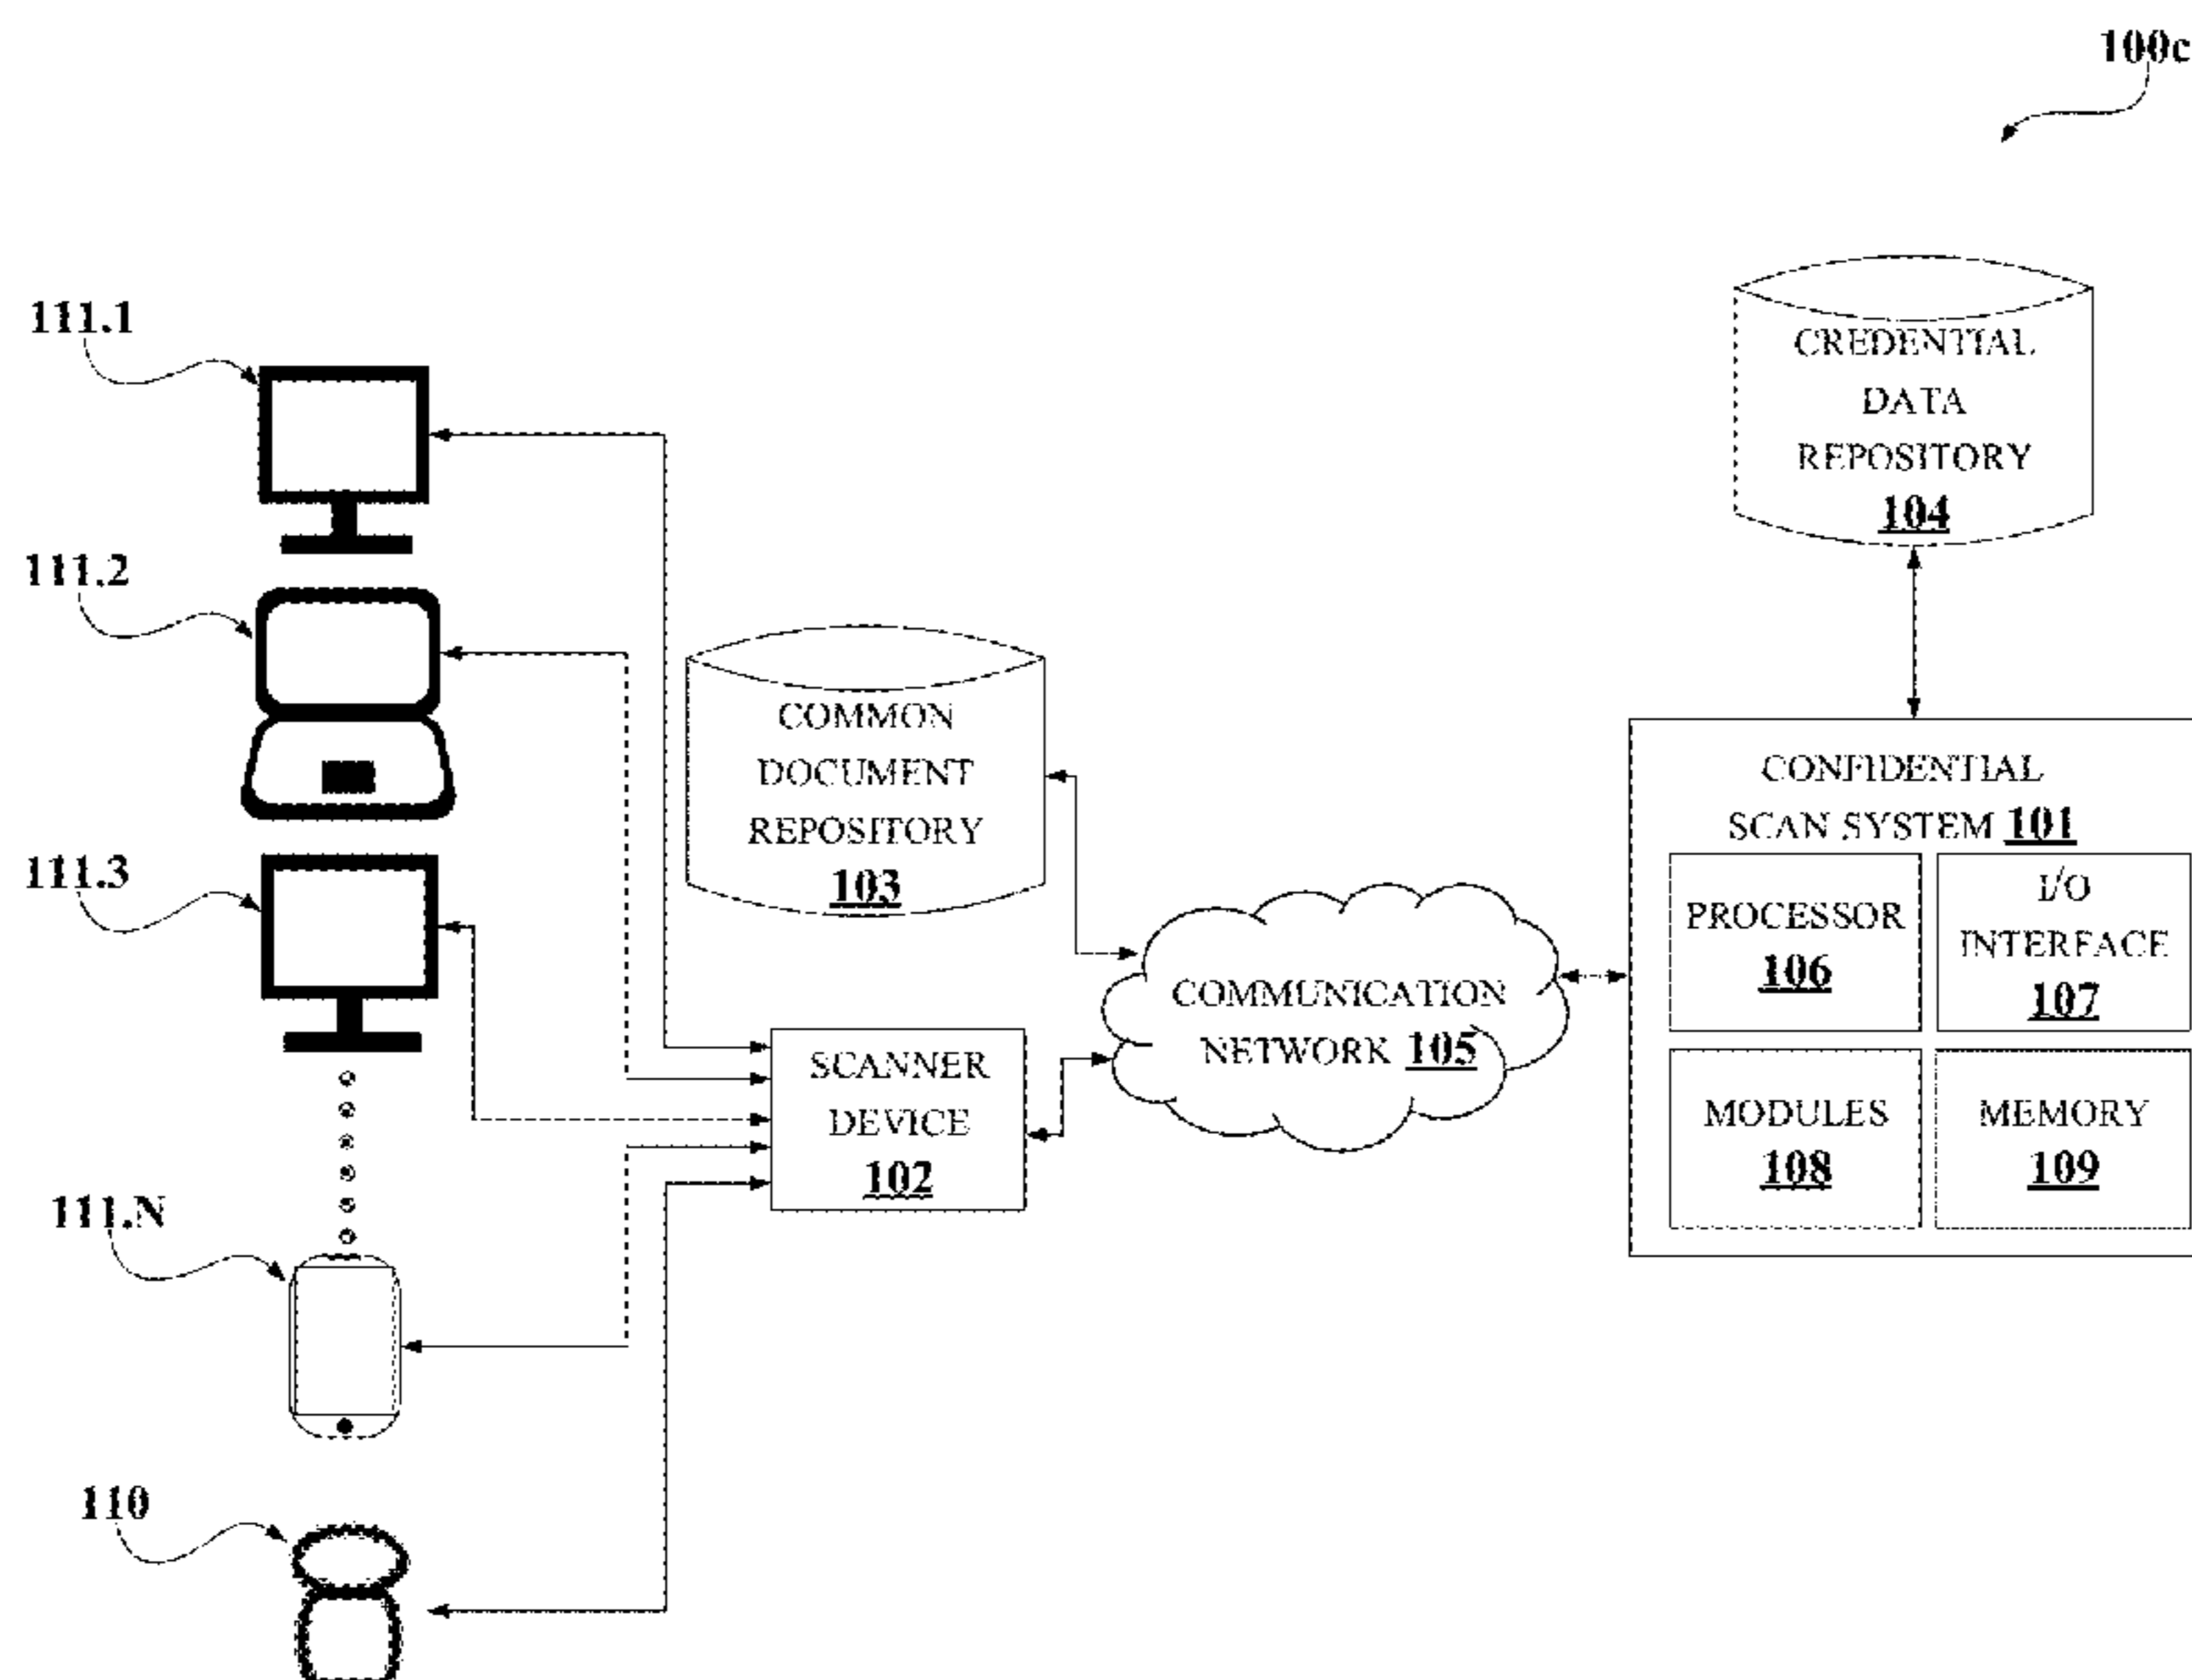 100c
111.1
111.2
111.3
111.N
110
COMMON
DOCUMENT
REPOSITORY
103
SCANNER
DEVICE
102
COMMUNICATION
NETWORK 105
CREDENTIAL
DATA
REPOSITORY
104
CONFIDENTIAL
SCAN SYSTEM 101
PROCESSOR
106
I/O
INTERFACE
107
MODULES
108
MEMORY
109